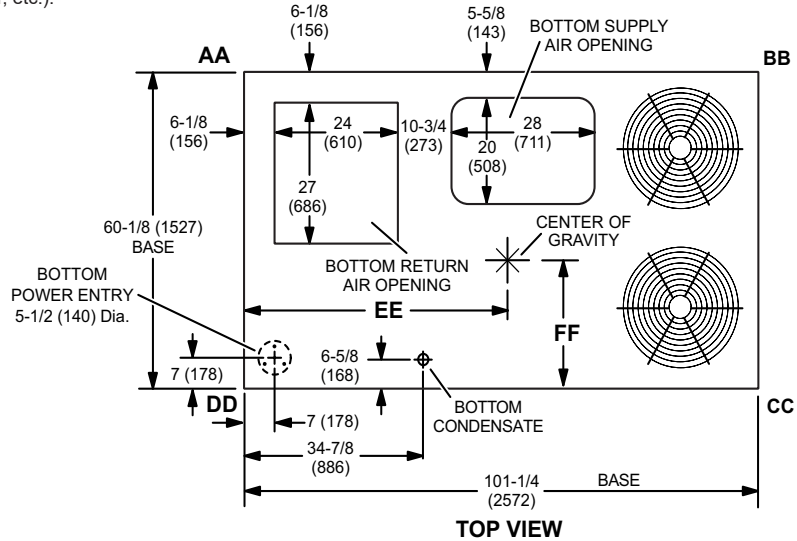 , etc.).
6-1/8
(156)
5-5/8
(143)
BOTTOM SUPPLY
AIR OPENING
AA
BB
6-1/8
(156)
24
(610)
10-3/4
(273)
28
(711)
20
(508)
27
(686)
60-1/8 (1527)
BASE
CENTER OF
GRAVITY
BOTTOM RETURN
AIR OPENING
BOTTOM
POWER ENTRY
5-1/2 (140) Dia.
EE
FF
6-5/8
(168)
7 (178)
DD
7 (178)
BOTTOM
CONDENSATE
CC
34-7/8
(886)
101-1/4
(2572)
BASE
TOP VIEW